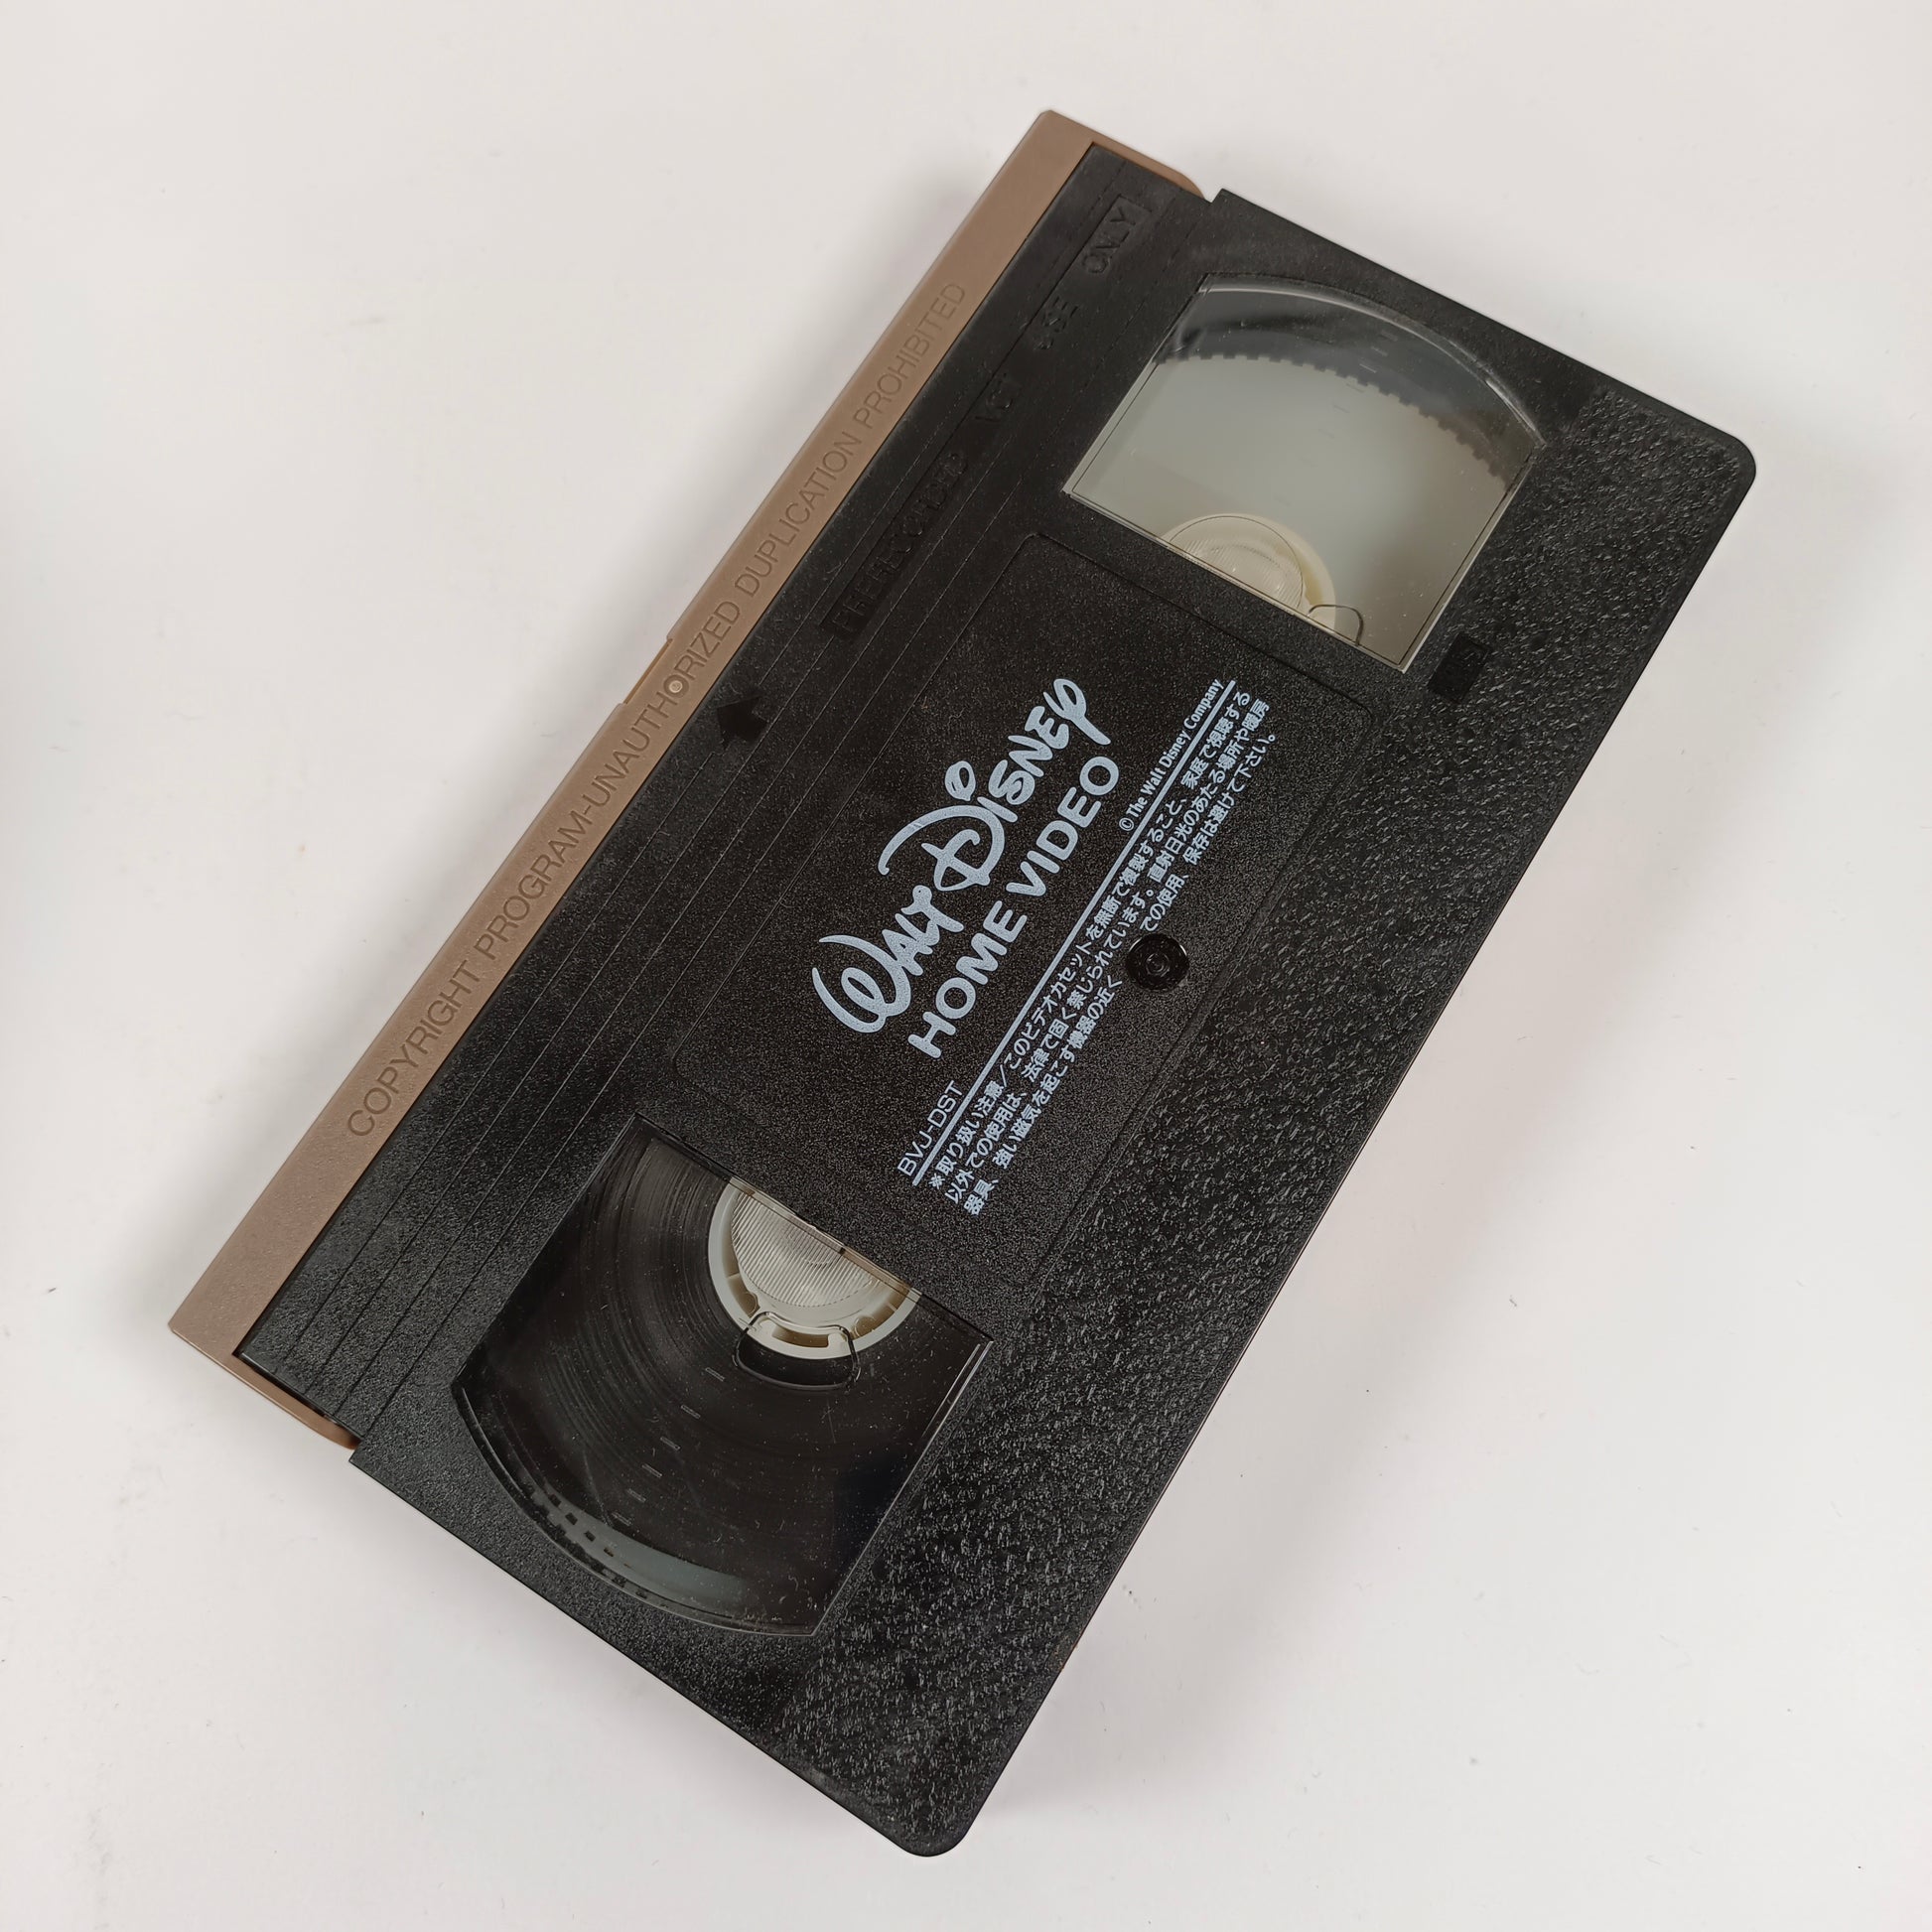 COPYRIGHT PROGRAM-UNAUTHORIZED DUPLICATION PROHIBITED
PRERECORDED VCT USE ONLY
WALT DISNEY
HOME VIDEO
BVJ-DST
©The Walt Disney Company
※取り扱い注意/このビデオカセットを無断で複製すること、家庭で視聴する
以外での使用は、法律で固く禁じられています。直射日光のあたる場所や暖房
器具、強い磁気を起こす機器の近く での使用、保存は避けて下さい。